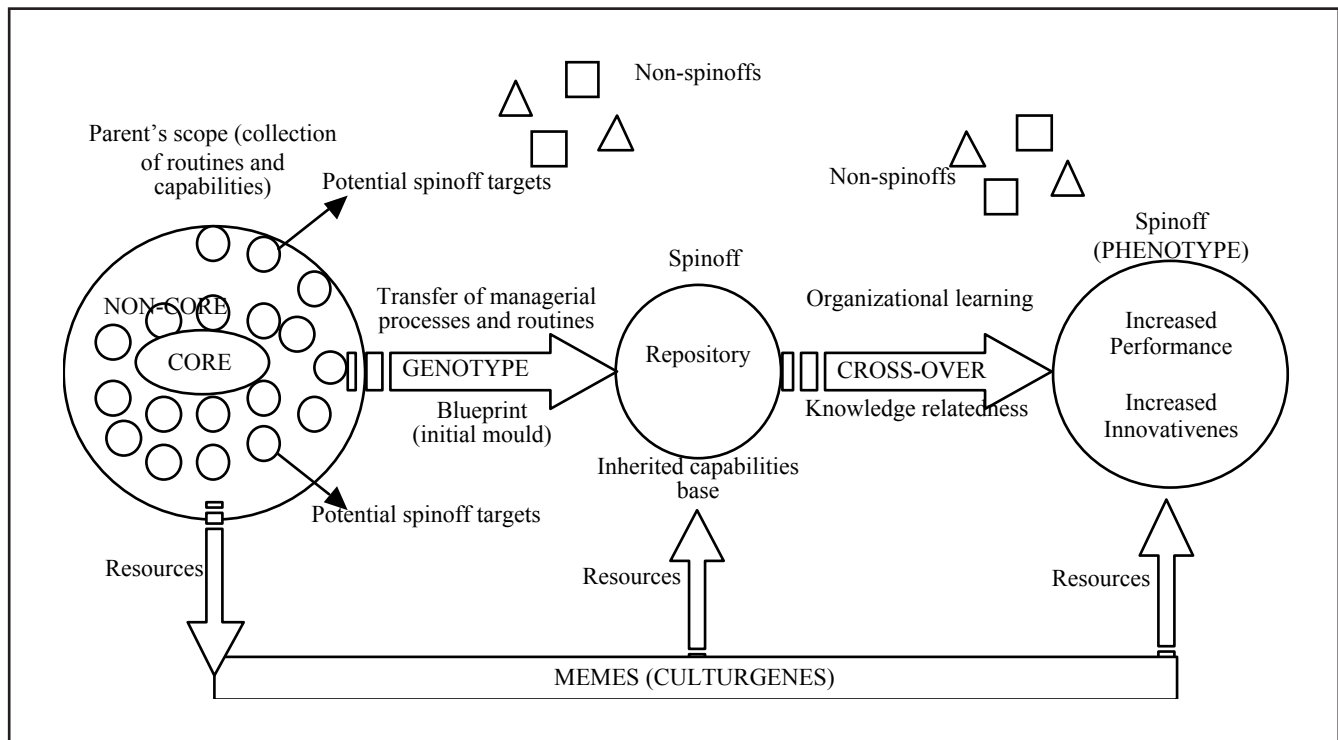 Non-spinoffs
Parent's scope (collection
of routines and
capabilities)
Potential spinoff targets
Non-spinoffs
Spinoff
(PHENOTYPE)
Spinoff
NON-CORE
CORE
Transfer of managerial
processes and routines
GENOTYPE
Blueprint
(initial mould)
Repository
Inherited capabilities
base
Organizational learning
CROSS-OVER
Knowledge relatedness
Increased
Performance
Increased
Innovativenes
Potential spinoff targets
Resources
Resources
Resources
MEMES (CULTURGENES)